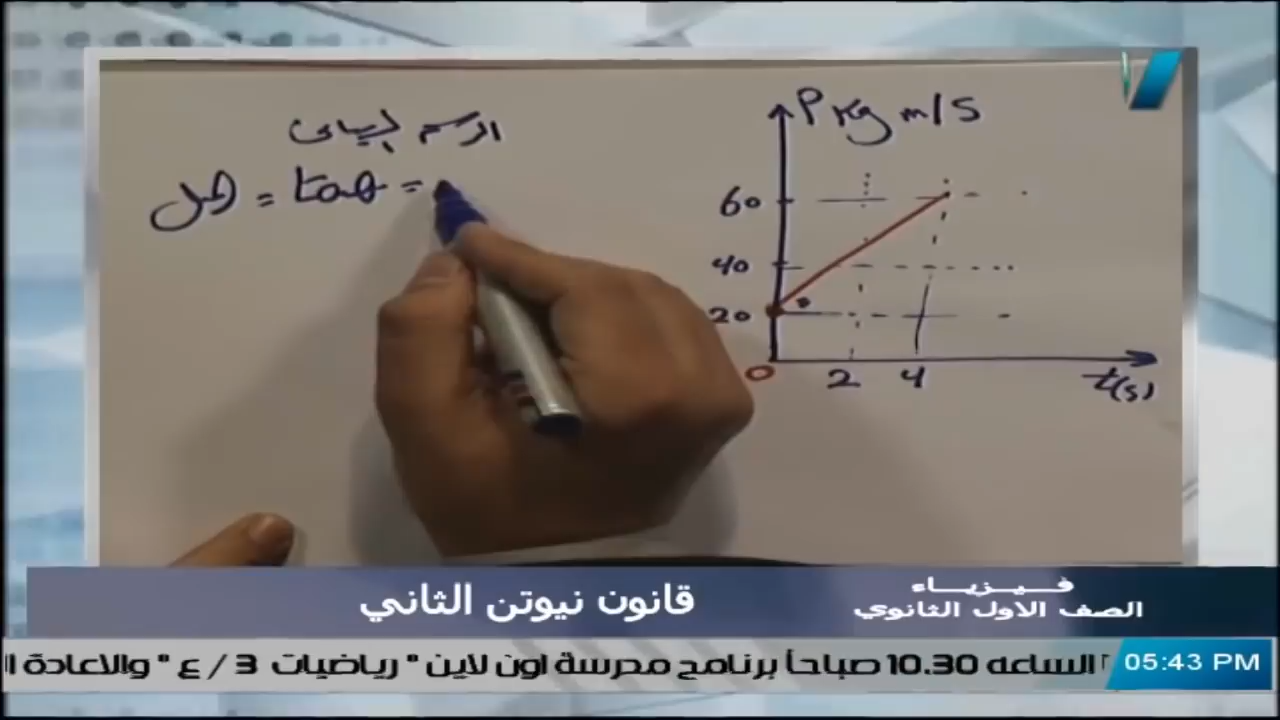 الرسم البياني
الميل = tanθ =
P kg m/s
60
40
20
0
2
4
t(s)
قانون نيوتن الثاني
فيزياء
الصف الاول الثانوي
الساعه 10.30 صباحاً برنامج مدرسة اون لاين " رياضيات 3 / ع " والاعادة
05:43 PM